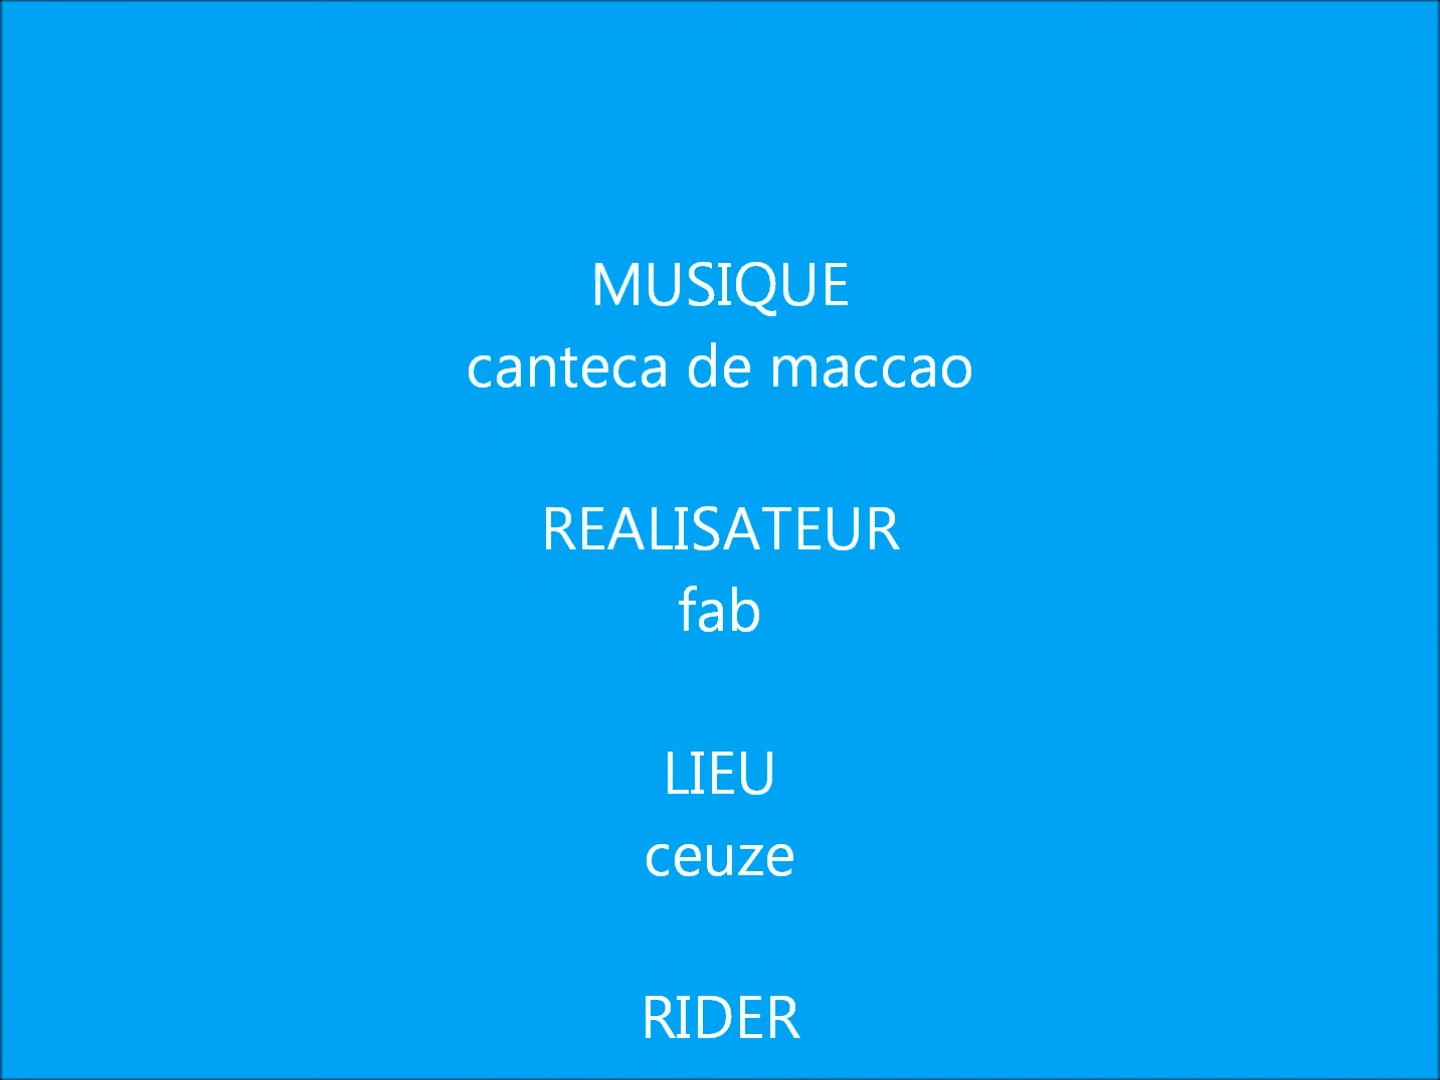 MUSIQUE
canteca de maccao
REALISATEUR
fab
LIEU
ceuze
RIDER